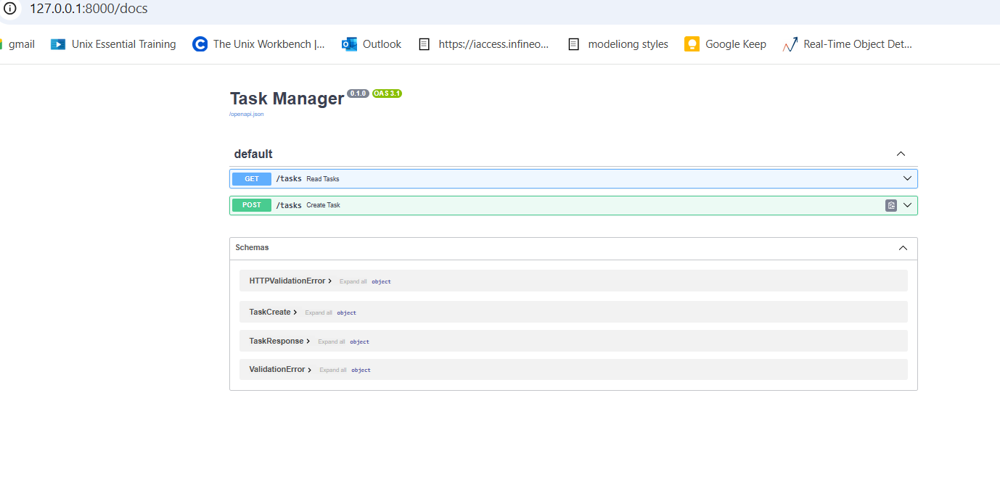 127.0.0.1:8000/docs
gmail Unix Essential Training The Unix Workbench |... Outlook https://iaccess.infineo... modeliong styles Google Keep Real-Time Object Det...
Task Manager 0.1.0 OAS 3.1
/openapi.json
default
GET /tasks Read Tasks
POST /tasks Create Task
Schemas
HTTPValidationError Expand all object
TaskCreate Expand all object
TaskResponse Expand all object
ValidationError Expand all object